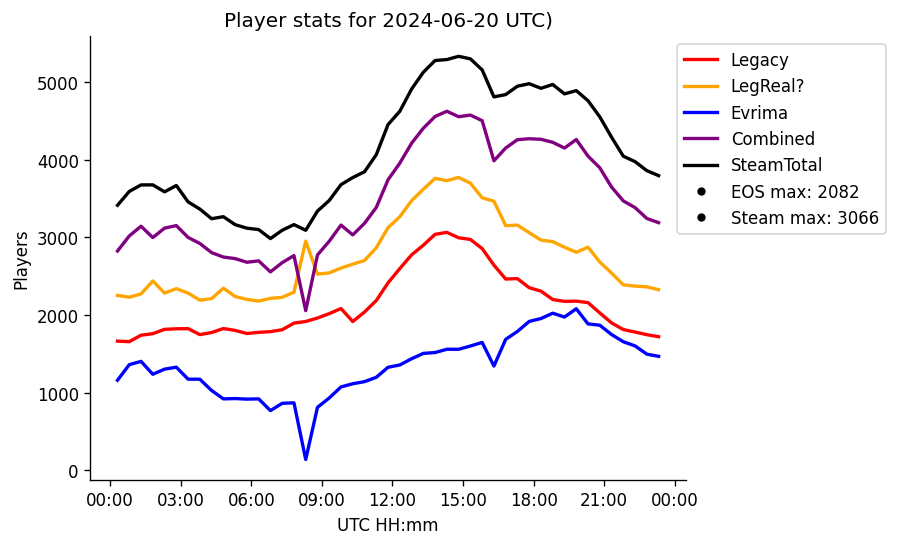 Player stats for 2024-06-20 UTC)
Legacy
LegReal?
Evrima
Combined
SteamTotal
EOS max: 2082
Steam max: 3066
Players
5000
4000
3000
2000
1000
0
00:00 03:00 06:00 09:00 12:00 15:00 18:00 21:00 00:00
UTC HH:mm